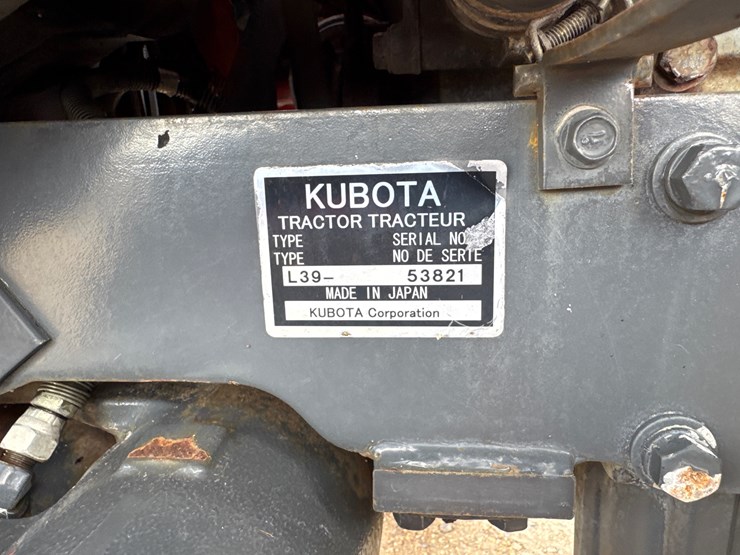 KUBOTA
TRACTOR TRACTEUR
TYPE SERIAL NO
TYPE NO DE SERIE
L39- 53821
MADE IN JAPAN
KUBOTA Corporation